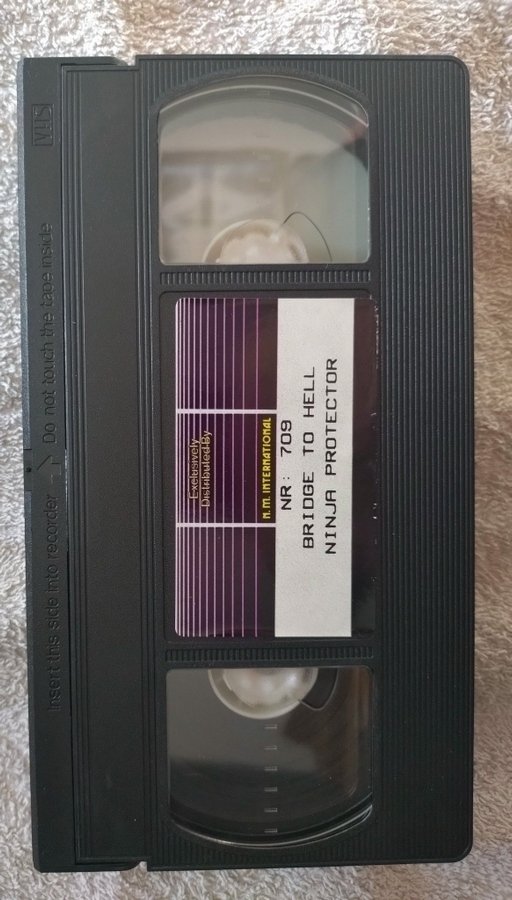 VHS
Insert this side into recorder Do not touch the tape inside
Exclusively
Distributed By
N.M. INTERNATIONAL
NR: 709
BRIDGE TO HELL
NINJA PROTECTOR